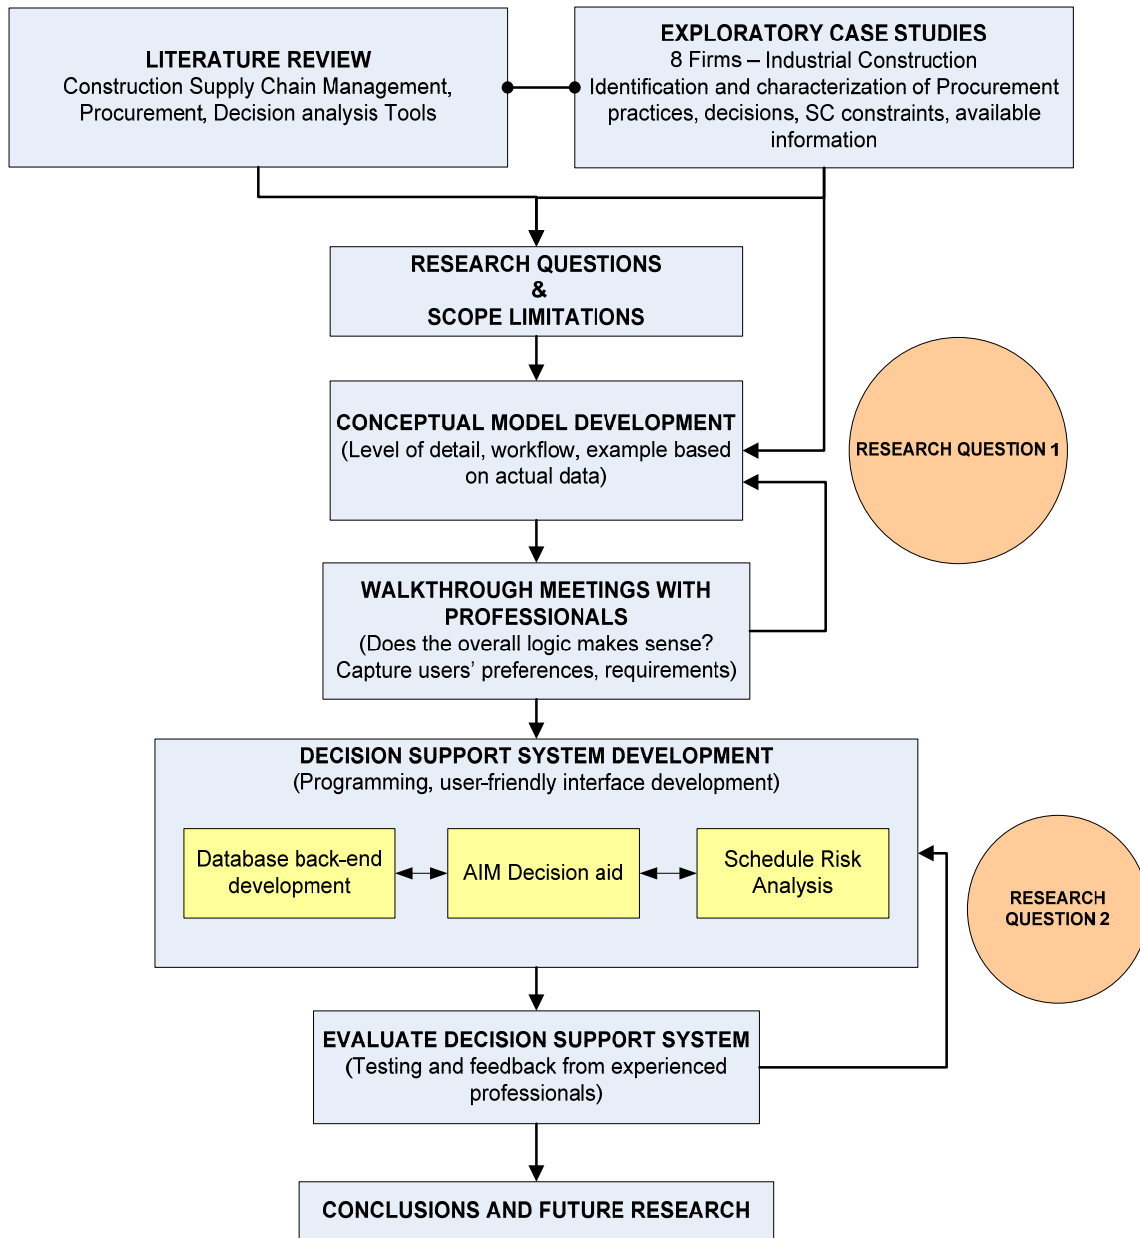 LITERATURE REVIEW
Construction Supply Chain Management,
Procurement, Decision analysis Tools
EXPLORATORY CASE STUDIES
8 Firms – Industrial Construction
Identification and characterization of Procurement
practices, decisions, SC constraints, available
information
RESEARCH QUESTIONS
&
SCOPE LIMITATIONS
CONCEPTUAL MODEL DEVELOPMENT
(Level of detail, workflow, example based
on actual data)
RESEARCH QUESTION 1
WALKTHROUGH MEETINGS WITH
PROFESSIONALS
(Does the overall logic makes sense?
Capture users’ preferences, requirements)
DECISION SUPPORT SYSTEM DEVELOPMENT
(Programming, user-friendly interface development)
Database back-end
development
AIM Decision aid
Schedule Risk
Analysis
RESEARCH
QUESTION 2
EVALUATE DECISION SUPPORT SYSTEM
(Testing and feedback from experienced
professionals)
CONCLUSIONS AND FUTURE RESEARCH